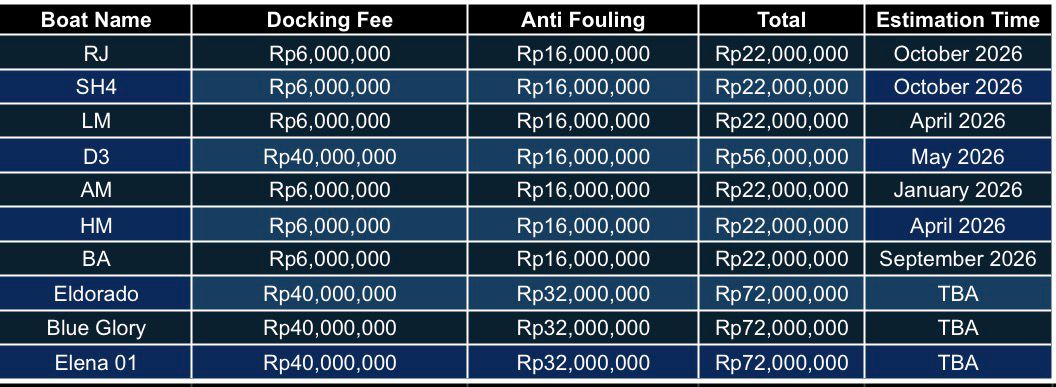 Boat Name Docking Fee Anti Fouling Total Estimation Time
RJ Rp6,000,000 Rp16,000,000 Rp22,000,000 October 2026
SH4 Rp6,000,000 Rp16,000,000 Rp22,000,000 October 2026
LM Rp6,000,000 Rp16,000,000 Rp22,000,000 April 2026
D3 Rp40,000,000 Rp16,000,000 Rp56,000,000 May 2026
AM Rp6,000,000 Rp16,000,000 Rp22,000,000 January 2026
HM Rp6,000,000 Rp16,000,000 Rp22,000,000 April 2026
BA Rp6,000,000 Rp16,000,000 Rp22,000,000 September 2026
Eldorado Rp40,000,000 Rp32,000,000 Rp72,000,000 TBA
Blue Glory Rp40,000,000 Rp32,000,000 Rp72,000,000 TBA
Elena 01 Rp40,000,000 Rp32,000,000 Rp72,000,000 TBA